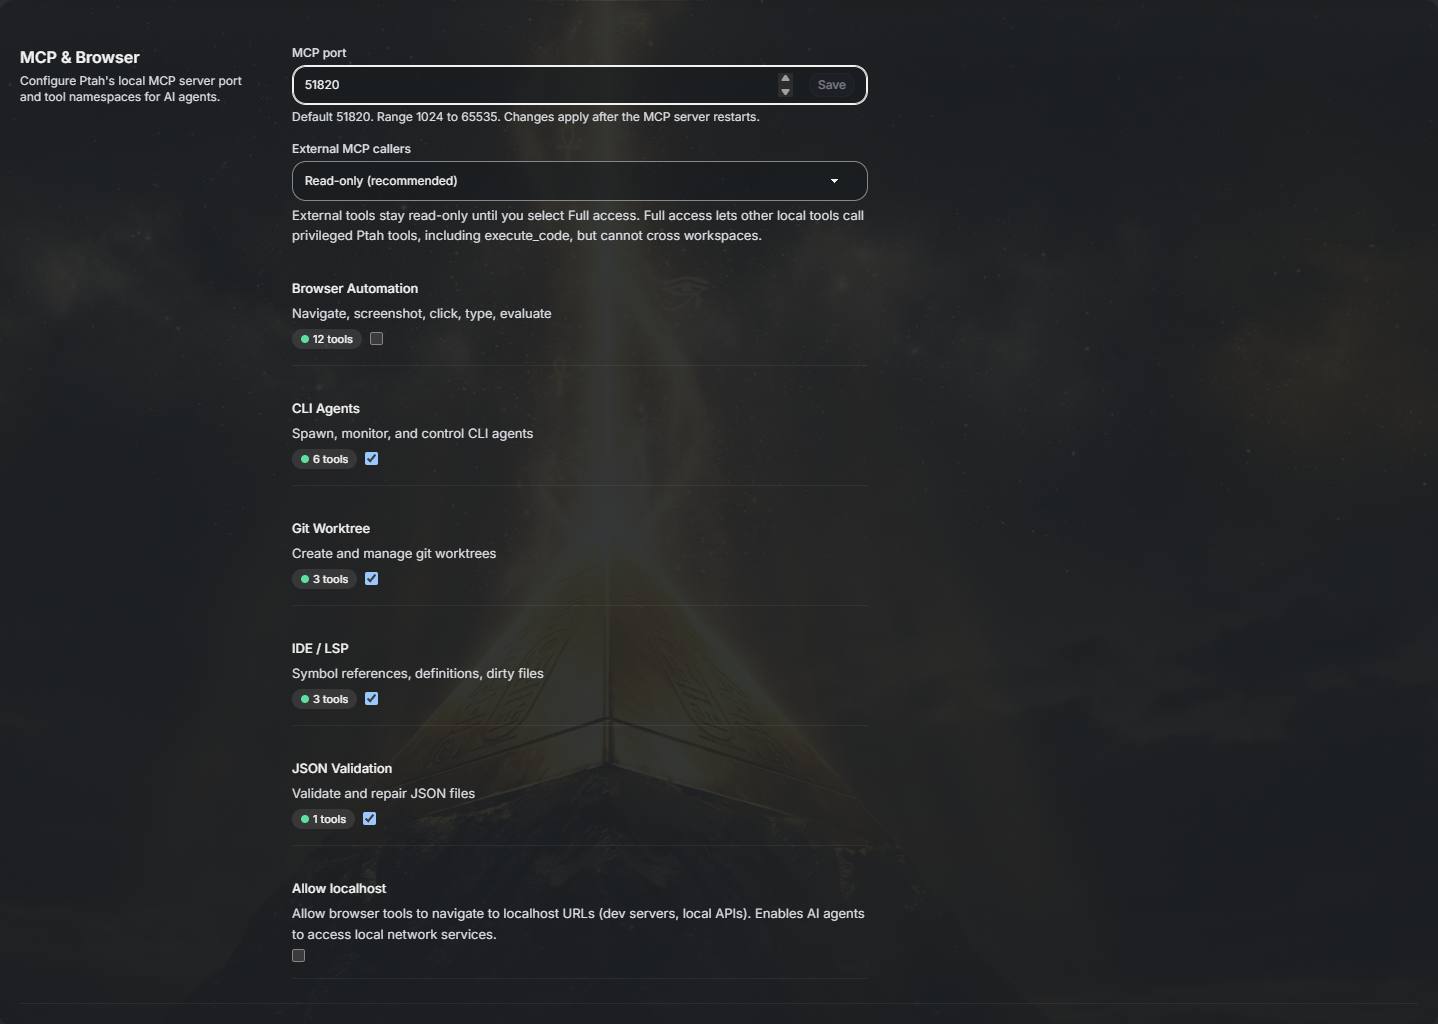 MCP & Browser
Configure Ptah's local MCP server port
and tool namespaces for AI agents.
MCP port
51820
Save
Default 51820. Range 1024 to 65535. Changes apply after the MCP server restarts.
External MCP callers
Read-only (recommended)
External tools stay read-only until you select Full access. Full access lets other local tools call
privileged Ptah tools, including execute_code, but cannot cross workspaces.
Browser Automation
Navigate, screenshot, click, type, evaluate
12 tools
CLI Agents
Spawn, monitor, and control CLI agents
6 tools
Git Worktree
Create and manage git worktrees
3 tools
IDE / LSP
Symbol references, definitions, dirty files
3 tools
JSON Validation
Validate and repair JSON files
1 tools
Allow localhost
Allow browser tools to navigate to localhost URLs (dev servers, local APIs). Enables AI agents
to access local network services.